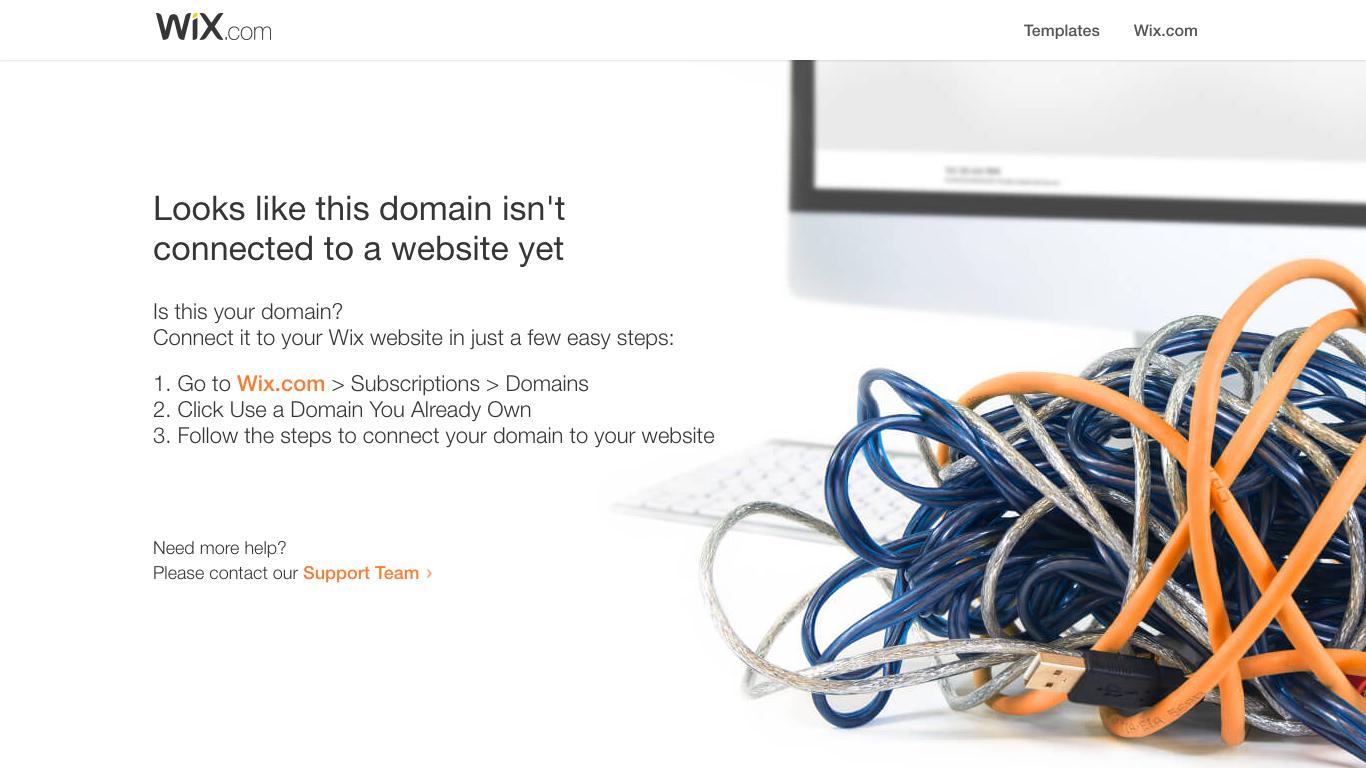 WiX.com
Templates
Wix.com
Looks like this domain isn't
connected to a website yet
Is this your domain?
Connect it to your Wix website in just a few easy steps:
1. Go to Wix.com > Subscriptions > Domains
2. Click Use a Domain You Already Own
3. Follow the steps to connect your domain to your website
Need more help?
Please contact our Support Team ›